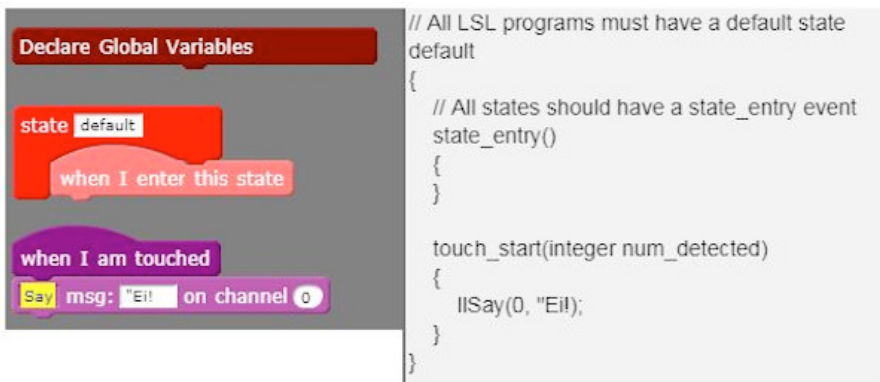 Declare Global Variables
state default
when I enter this state
when I am touched
Say msg: "Ei! on channel 0
// All LSL programs must have a default state
default
{
// All states should have a state_entry event
state_entry()
{
}
touch_start(integer num_detected)
{
llSay(0, "Ei!);
}
}